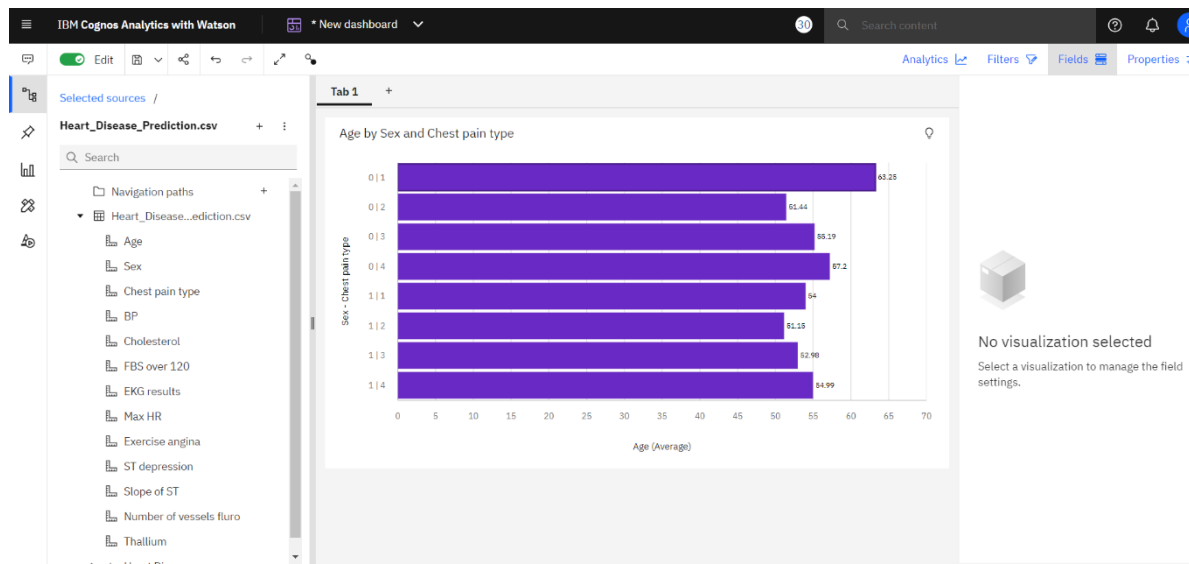 IBM Cognos Analytics with Watson
* New dashboard
30
Search content
Edit
Analytics
Filters
Fields
Properties
Selected sources /
Heart_Disease_Prediction.csv
Search
Navigation paths
Heart_Disease...ediction.csv
Age
Sex
Chest pain type
BP
Cholesterol
FBS over 120
EKG results
Max HR
Exercise angina
ST depression
Slope of ST
Number of vessels fluro
Thallium
Tab 1 +
Age by Sex and Chest pain type
Sex - Chest pain type
0|1 63.25
0|2 51.44
0|3 55.19
0|4 57.2
1|1 54
1|2 51.15
1|3 52.98
1|4 54.99
0 5 10 15 20 25 30 35 40 45 50 55 60 65 70
Age (Average)
No visualization selected
Select a visualization to manage the field
settings.